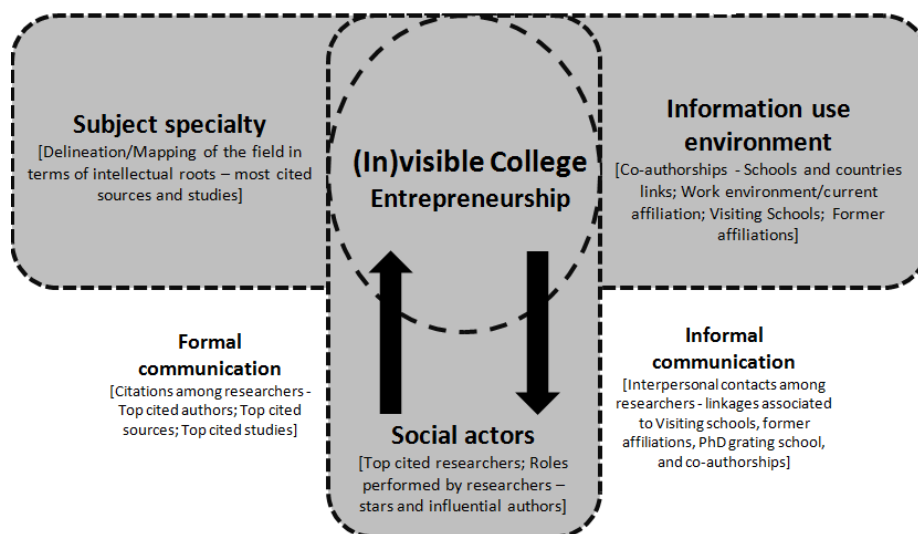 Subject specialty
[Delineation/Mapping of the field in
terms of intellectual roots – most cited
sources and studies]
(In)visible College
Entrepreneurship
Information use
environment
[Co-authorships - Schools and countries
links; Work environment/current
affiliation; Visiting Schools; Former
affiliations]
Formal
communication
[Citations among researchers -
Top cited authors; Top cited
sources; Top cited studies]
Social actors
[Top cited researchers; Roles
performed by researchers –
stars and influential authors]
Informal
communication
[Interpersonal contacts among
researchers - linkages associated
to Visiting schools, former
affiliations, PhD grating school,
and co-authorships]